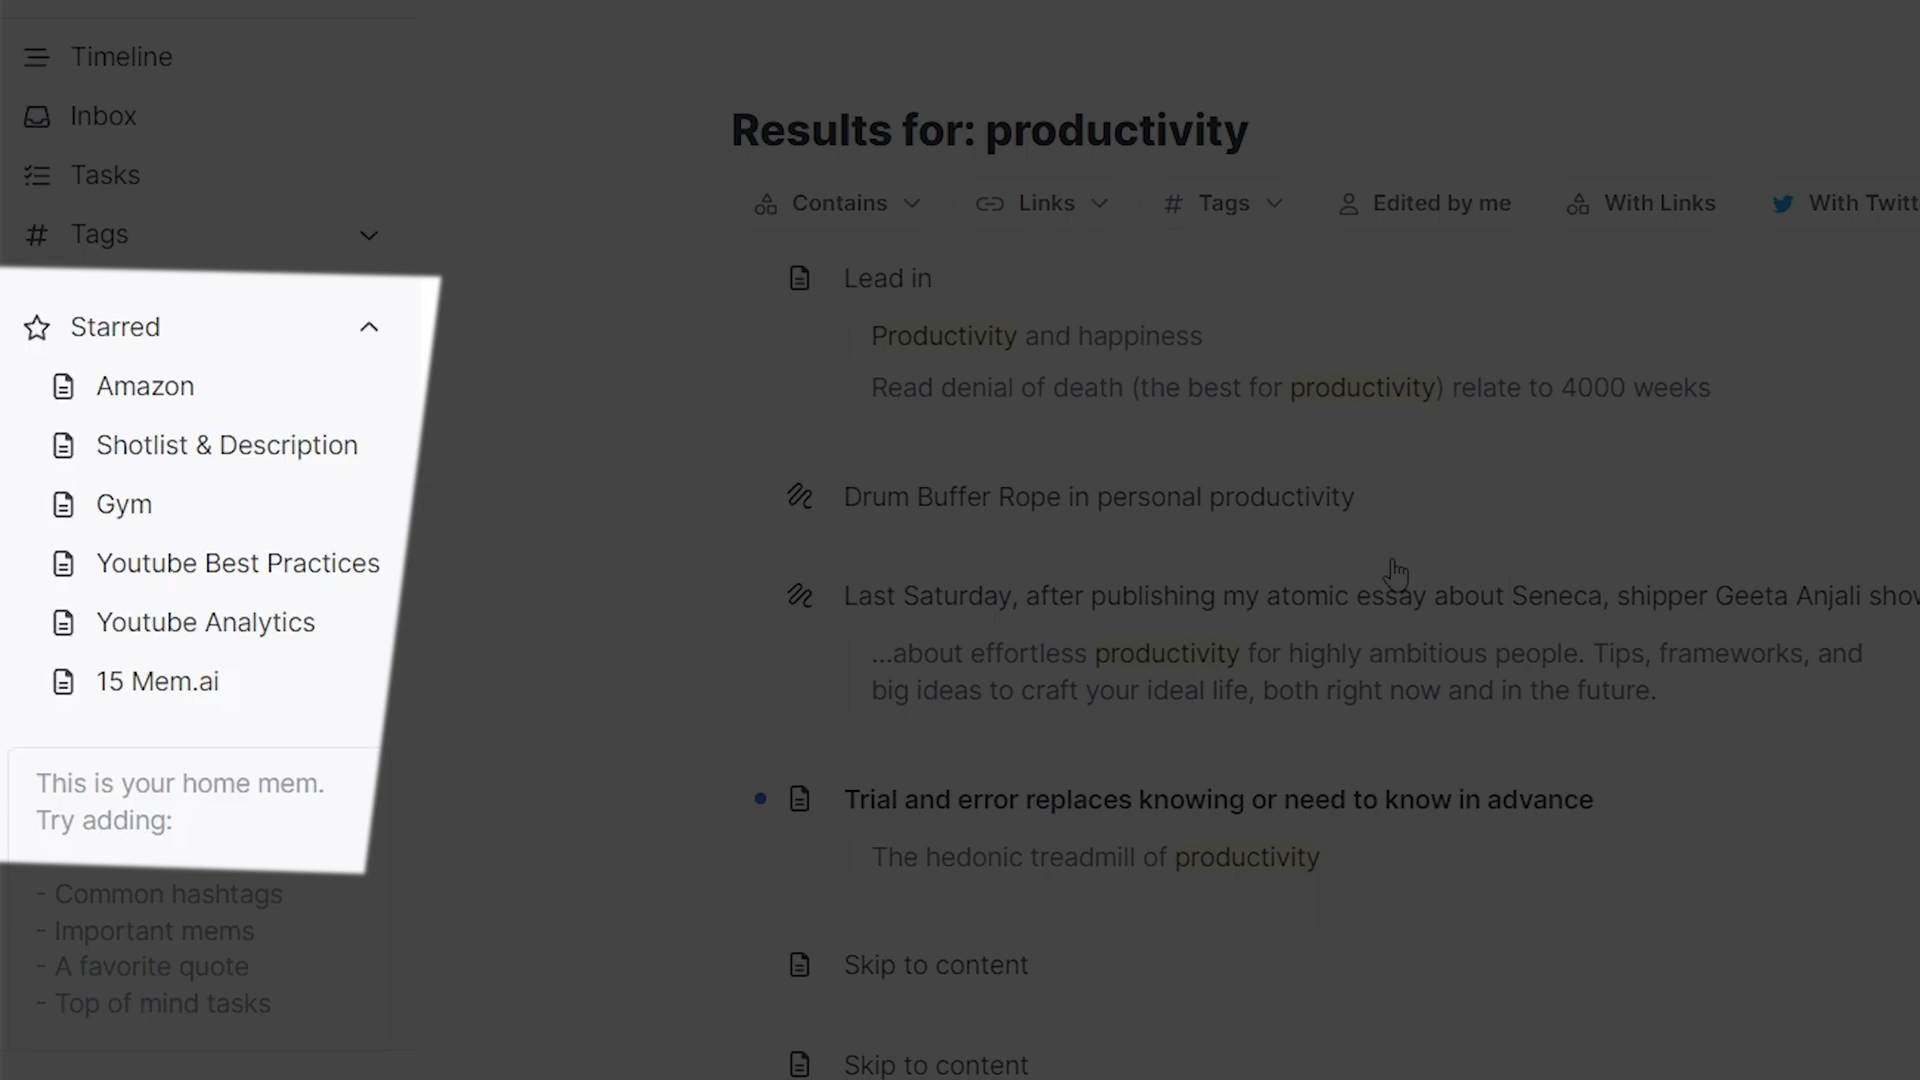 Timeline
Inbox
Tasks
Tags
Starred
Amazon
Shotlist & Description
Gym
Youtube Best Practices
Youtube Analytics
15 Mem.ai
This is your home mem.
Try adding:
- Common hashtags
- Important mems
- A favorite quote
- Top of mind tasks
Results for: productivity
Contains Links # Tags Edited by me With Links With Twitt
Lead in
Productivity and happiness
Read denial of death (the best for productivity) relate to 4000 weeks
Drum Buffer Rope in personal productivity
Last Saturday, after publishing my atomic essay about Seneca, shipper Geeta Anjali show
...about effortless productivity for highly ambitious people. Tips, frameworks, and
big ideas to craft your ideal life, both right now and in the future.
Trial and error replaces knowing or need to know in advance
The hedonic treadmill of productivity
Skip to content
Skip to content